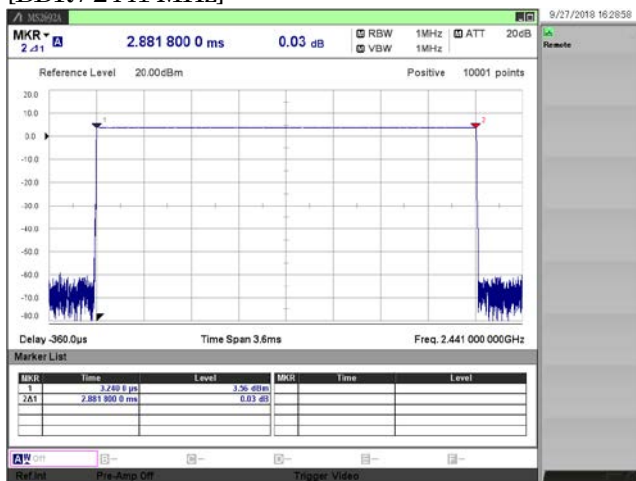 MS2692A
9/27/2018 16:28:58
MKR
2 Δ1
2.881 800 0 ms
0.03 dB
RBW 1MHz
ATT 20dB
VBW 1MHz
Remote
Reference Level 20.00dBm
Positive 10001 points
20.0
10.0
0.0
-10.0
-20.0
-30.0
-40.0
-50.0
-60.0
-70.0
-80.0
1
2
Delay -360.0μs
Time Span 3.6ms
Freq. 2.441 000 000GHz
Marker List
MKR Time Level MKR Time Level
1 3.240 0 μs 3.56 dBm
2Δ1 2.881 800 0 ms 0.03 dB
Off
Ref.Int Pre-Amp Off Trigger Video